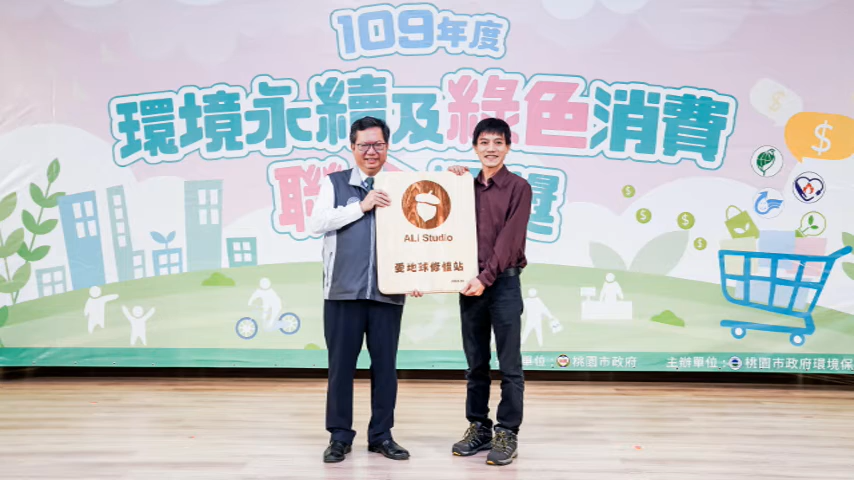 109年度
環境永續及綠色消費
聯
ALi Studio
愛地球修惜站
單位：桃園市政府
主辦單位：桃園市政府環境保